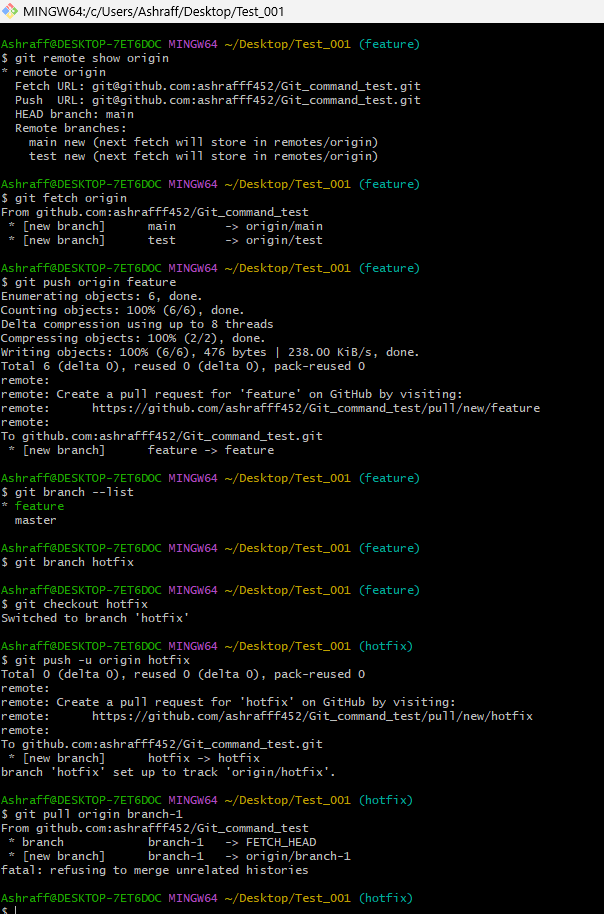 MINGW64:/c/Users/Ashraff/Desktop/Test_001
Ashraff@DESKTOP-7ET6DOC MINGW64 ~/Desktop/Test_001 (feature)
$ git remote show origin
* remote origin
  Fetch URL: git@github.com:ashrafff452/Git_command_test.git
  Push  URL: git@github.com:ashrafff452/Git_command_test.git
  HEAD branch: main
  Remote branches:
    main new (next fetch will store in remotes/origin)
    test new (next fetch will store in remotes/origin)
Ashraff@DESKTOP-7ET6DOC MINGW64 ~/Desktop/Test_001 (feature)
$ git fetch origin
From github.com:ashrafff452/Git_command_test
 * [new branch]      main       -> origin/main
 * [new branch]      test       -> origin/test
Ashraff@DESKTOP-7ET6DOC MINGW64 ~/Desktop/Test_001 (feature)
$ git push origin feature
Enumerating objects: 6, done.
Counting objects: 100% (6/6), done.
Delta compression using up to 8 threads
Compressing objects: 100% (2/2), done.
Writing objects: 100% (6/6), 476 bytes | 238.00 KiB/s, done.
Total 6 (delta 0), reused 0 (delta 0), pack-reused 0
remote:
remote: Create a pull request for 'feature' on GitHub by visiting:
remote:      https://github.com/ashrafff452/Git_command_test/pull/new/feature
remote:
To github.com:ashrafff452/Git_command_test.git
 * [new branch]      feature -> feature
Ashraff@DESKTOP-7ET6DOC MINGW64 ~/Desktop/Test_001 (feature)
$ git branch --list
* feature
  master
Ashraff@DESKTOP-7ET6DOC MINGW64 ~/Desktop/Test_001 (feature)
$ git branch hotfix
Ashraff@DESKTOP-7ET6DOC MINGW64 ~/Desktop/Test_001 (feature)
$ git checkout hotfix
Switched to branch 'hotfix'
Ashraff@DESKTOP-7ET6DOC MINGW64 ~/Desktop/Test_001 (hotfix)
$ git push -u origin hotfix
Total 0 (delta 0), reused 0 (delta 0), pack-reused 0
remote:
remote: Create a pull request for 'hotfix' on GitHub by visiting:
remote:      https://github.com/ashrafff452/Git_command_test/pull/new/hotfix
remote:
To github.com:ashrafff452/Git_command_test.git
 * [new branch]      hotfix -> hotfix
branch 'hotfix' set up to track 'origin/hotfix'.
Ashraff@DESKTOP-7ET6DOC MINGW64 ~/Desktop/Test_001 (hotfix)
$ git pull origin branch-1
From github.com:ashrafff452/Git_command_test
 * branch            branch-1   -> FETCH_HEAD
 * [new branch]      branch-1   -> origin/branch-1
fatal: refusing to merge unrelated histories
Ashraff@DESKTOP-7ET6DOC MINGW64 ~/Desktop/Test_001 (hotfix)
$